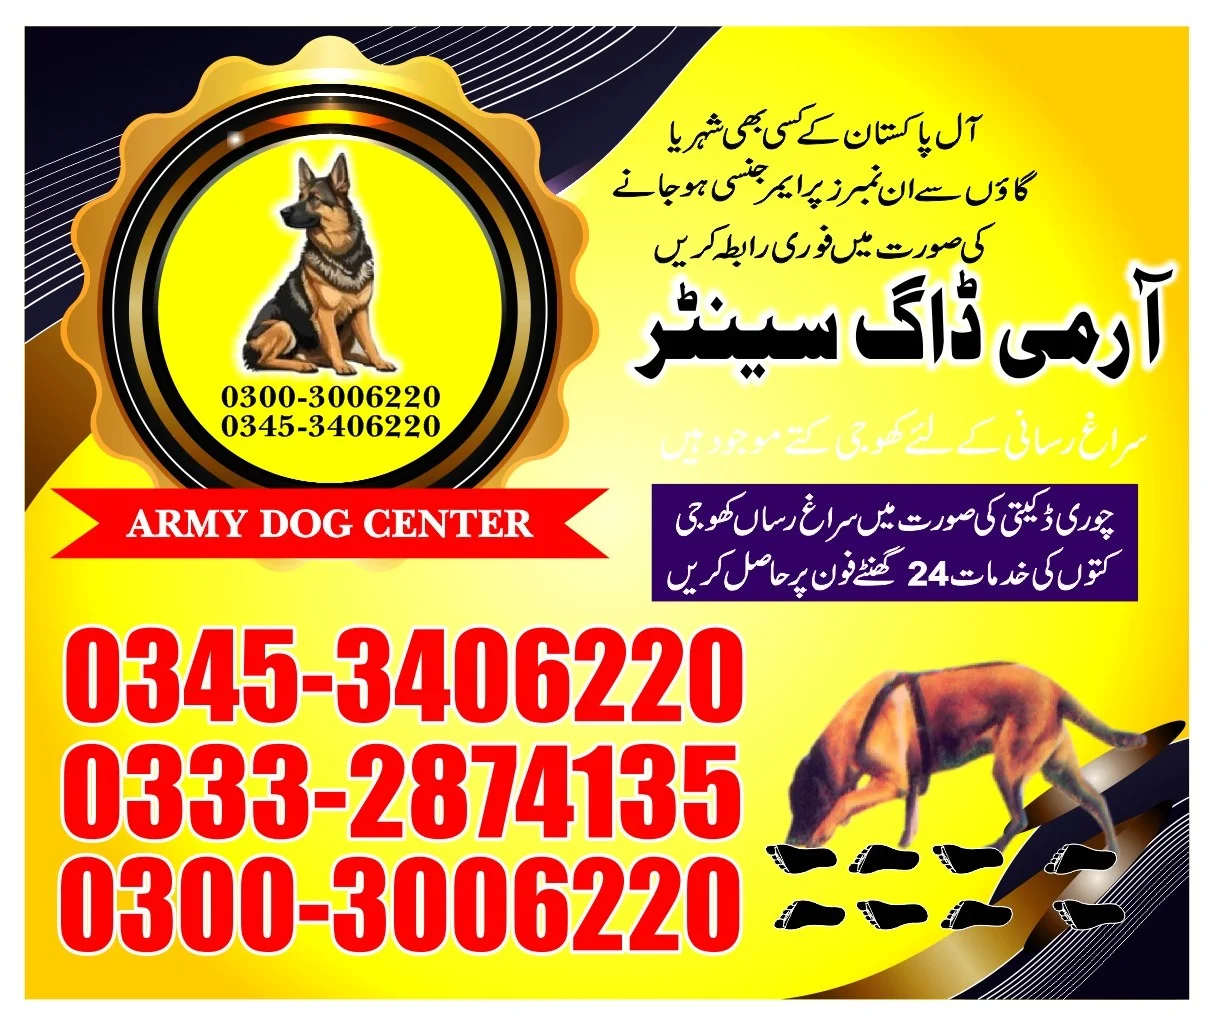 آل پاکستان کے کسی بھی شہر یا
گاؤں سے ان نمبرز پر ایمرجنسی ہو جانے
کی صورت میں فوری رابطہ کریں
آرمی ڈاگ سینٹر
سراغ رسانی کے لئے کھوجی کتے موجود ہیں
چوری ڈکیتی کی صورت میں سراغ رساں کھوجی
کتوں کی خدمات 24 گھنٹے فون پر حاصل کریں
0300-3006220
0345-3406220
ARMY DOG CENTER
0345-3406220
0333-2874135
0300-3006220